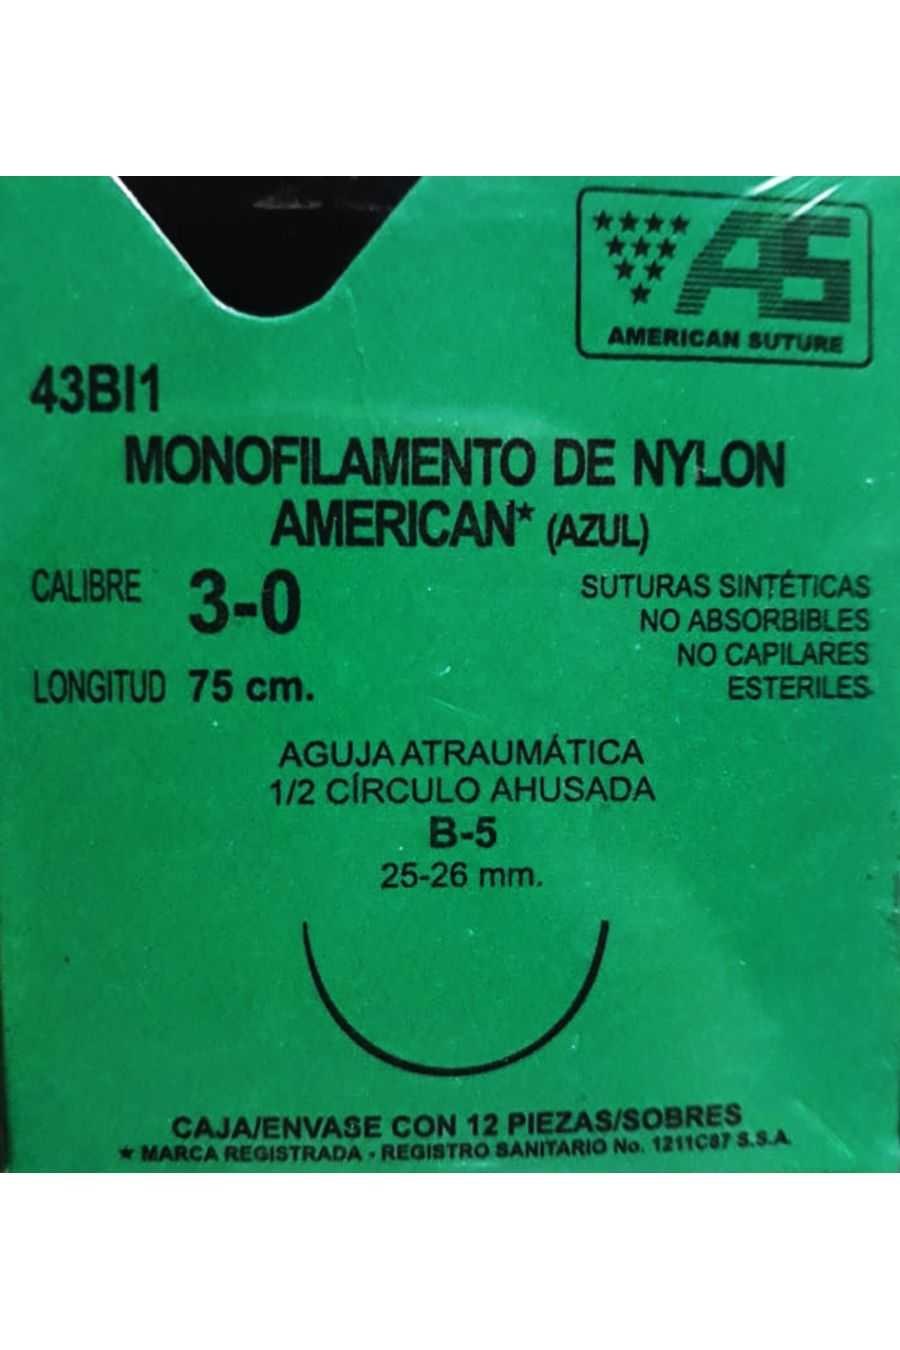 AS
AMERICAN SUTURE
43BI1
MONOFILAMENTO DE NYLON
AMERICAN* (AZUL)
CALIBRE 3-0
LONGITUD 75 cm.
SUTURAS SINTÉTICAS
NO ABSORBIBLES
NO CAPILARES
ESTERILES
AGUJA ATRAUMÁTICA
1/2 CÍRCULO AHUSADA
B-5
25-26 mm.
CAJA/ENVASE CON 12 PIEZAS/SOBRES
* MARCA REGISTRADA - REGISTRO SANITARIO No. 1211C87 S.S.A.